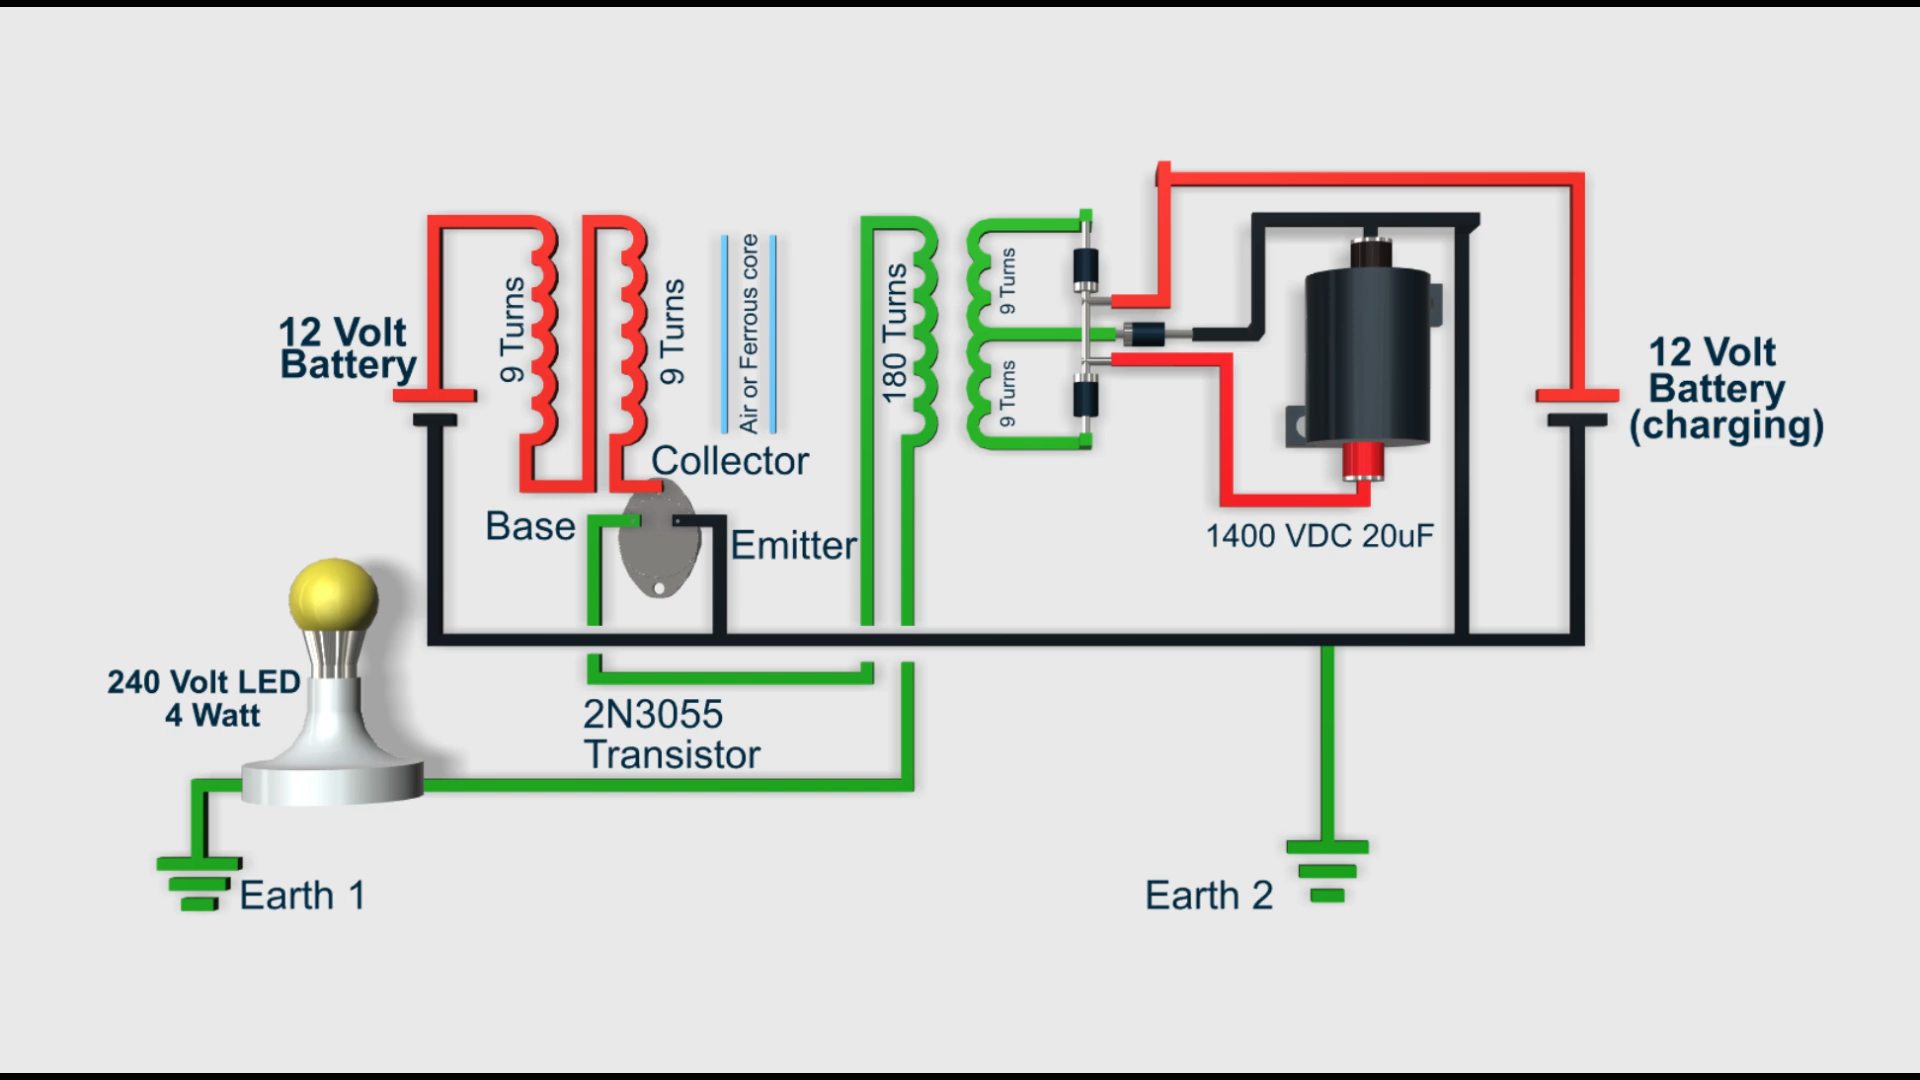 12 Volt
Battery
9 Turns
9 Turns
Air or Ferrous core
180 Turns
9 Turns
9 Turns
12 Volt
Battery
(charging)
Collector
Base
Emitter
1400 VDC 20uF
240 Volt LED
4 Watt
2N3055
Transistor
Earth 1
Earth 2